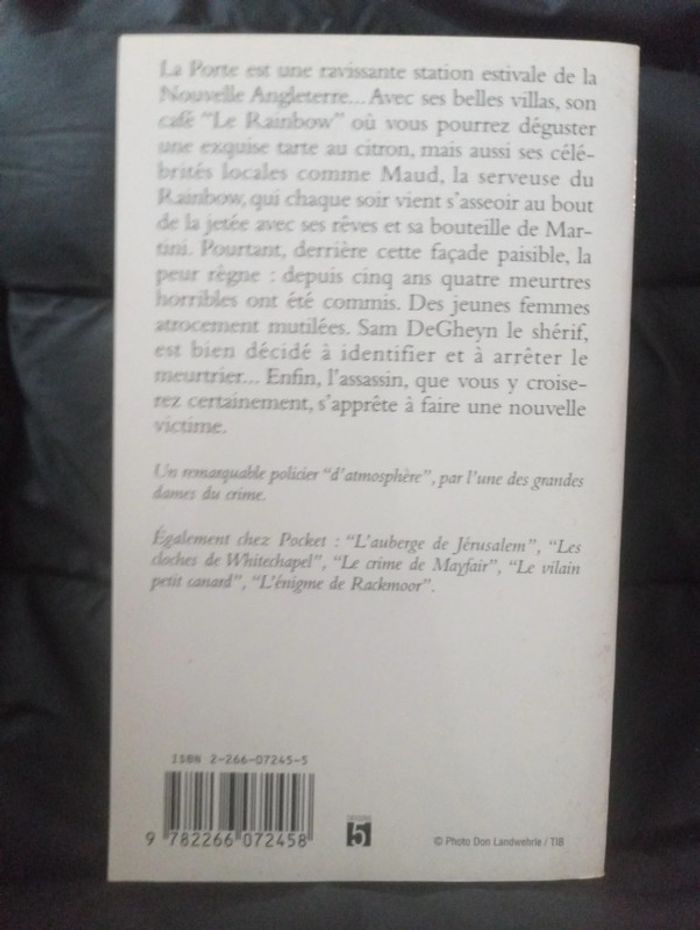 La Porte est une ravissante station estivale de la
Nouvelle Angleterre... Avec ses belles villas, son
café "Le Rainbow" où vous pourrez déguster
une exquise tarte au citron, mais aussi ses célé-
brités locales comme Maud, la serveuse du
Rainbow, qui chaque soir vient s'asseoir au bout
de la jetée avec ses rêves et sa bouteille de Mar-
tini. Pourtant, derrière cette façade paisible, la
peur règne : depuis cinq ans quatre meurtres
horribles ont été commis. Des jeunes femmes
atrocement mutilées. Sam DeGheyn le shérif,
est bien décidé à identifier et à arrêter le
meurtrier... Enfin, l'assassin, que vous y croise-
rez certainement, s'apprête à faire une nouvelle
victime.
Un remarquable policier "d'atmosphère", par l'une des grandes
dames du crime.
Également chez Pocket : "L'auberge de Jérusalem", "Les
cloches de Whitechapel", "Le crime de Mayfair", "Le vilain
petit canard", "L'énigme de Rackmoor".
ISBN 2-266-07245-5
9 782266 072458
5
© Photo Don Landwehrle / TIB